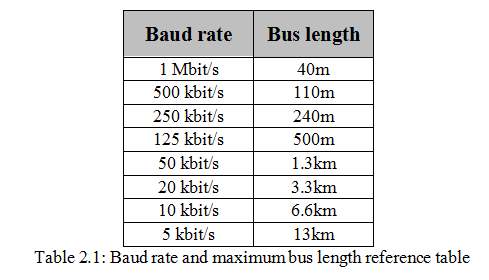 Baud rate Bus length
1 Mbit/s 40m
500 kbit/s 110m
250 kbit/s 240m
125 kbit/s 500m
50 kbit/s 1.3km
20 kbit/s 3.3km
10 kbit/s 6.6km
5 kbit/s 13km
Table 2.1: Baud rate and maximum bus length reference table